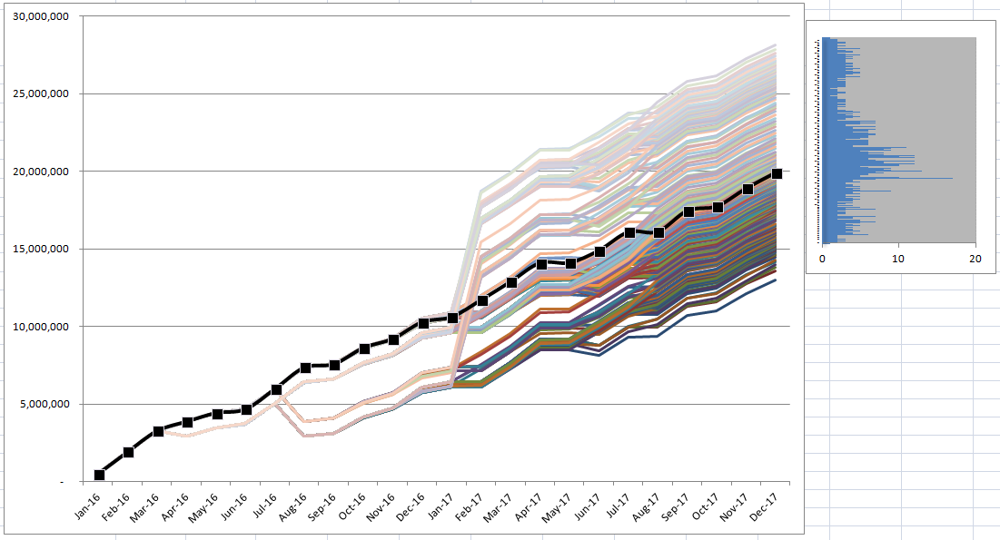 30,000,000
25,000,000
20,000,000
15,000,000
10,000,000
5,000,000
-
Jan-16
Feb-16
Mar-16
Apr-16
May-16
Jun-16
Jul-16
Aug-16
Sep-16
Oct-16
Nov-16
Dec-16
Jan-17
Feb-17
Mar-17
Apr-17
May-17
Jun-17
Jul-17
Aug-17
Sep-17
Oct-17
Nov-17
Dec-17
0 10 20